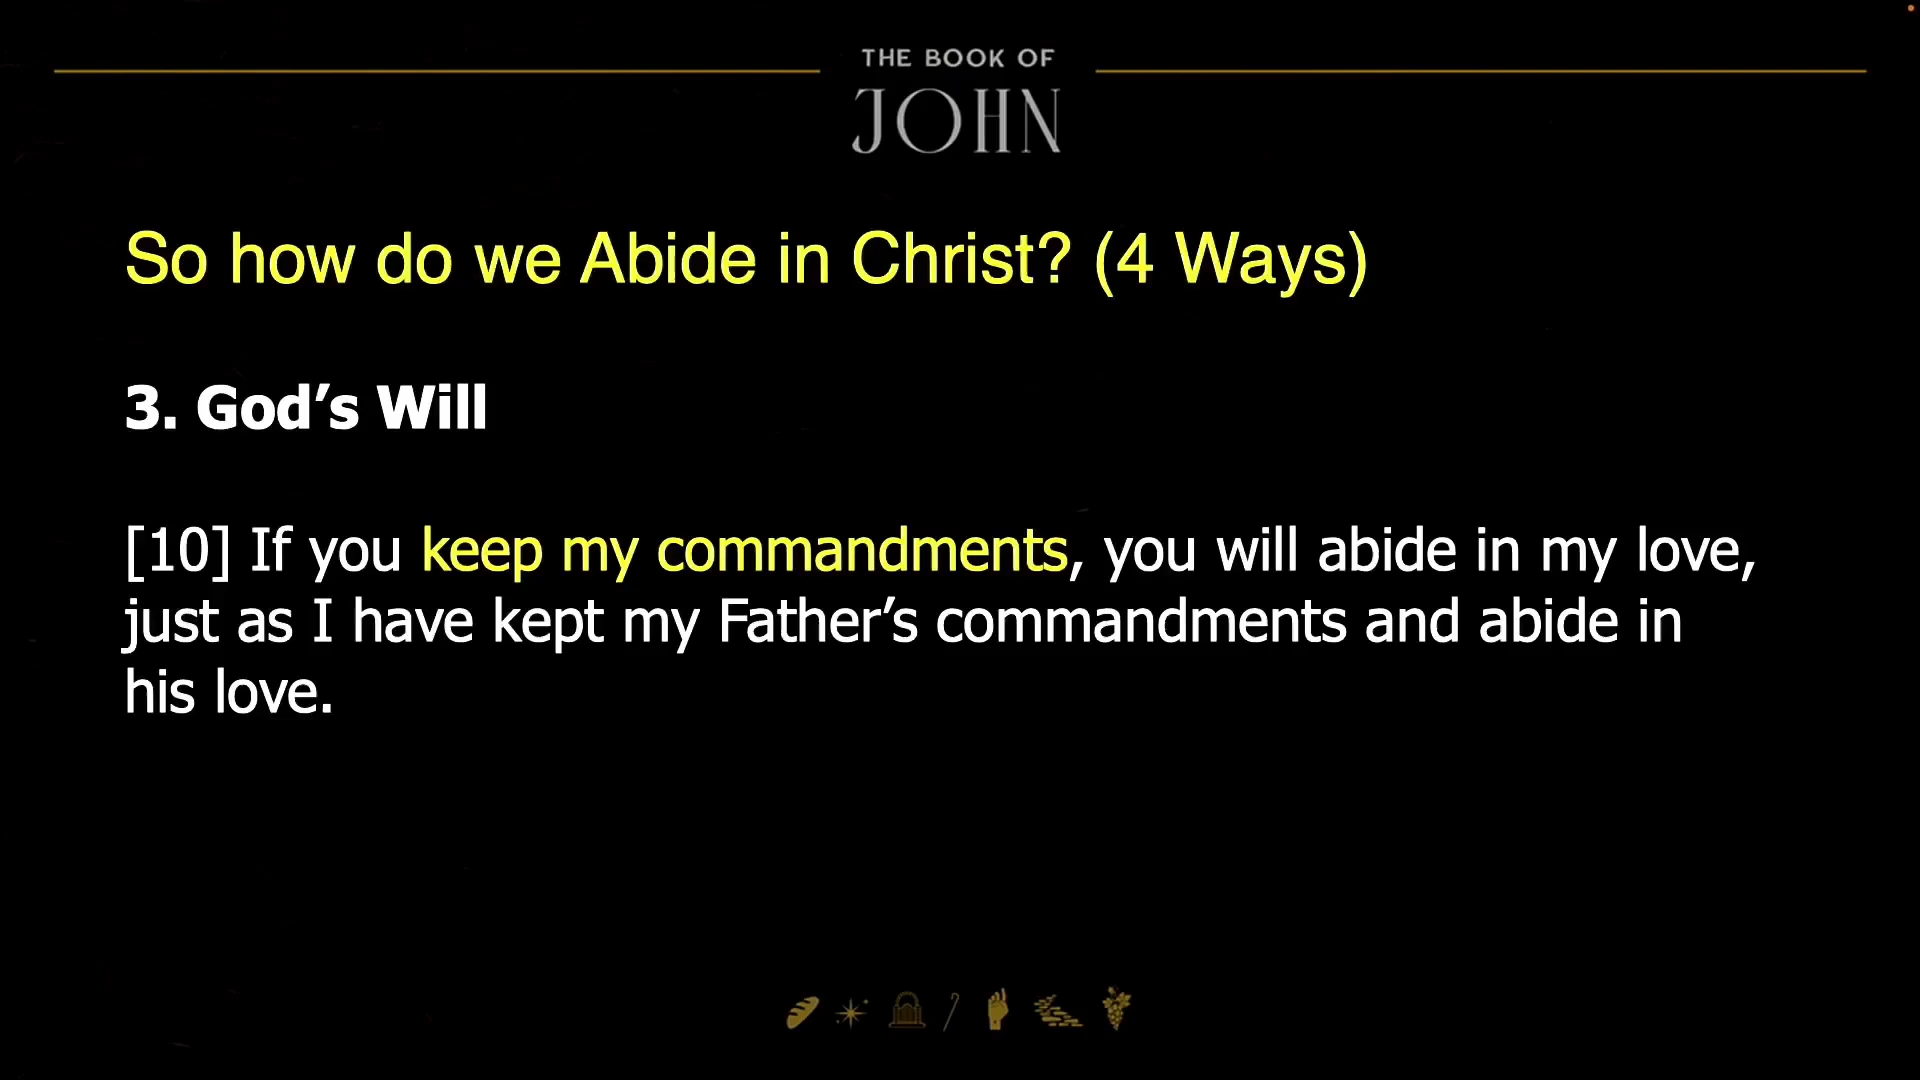 THE BOOK OF
JOHN
So how do we Abide in Christ? (4 Ways)
3. God’s Will
[10] If you keep my commandments, you will abide in my love,
just as I have kept my Father’s commandments and abide in
his love.